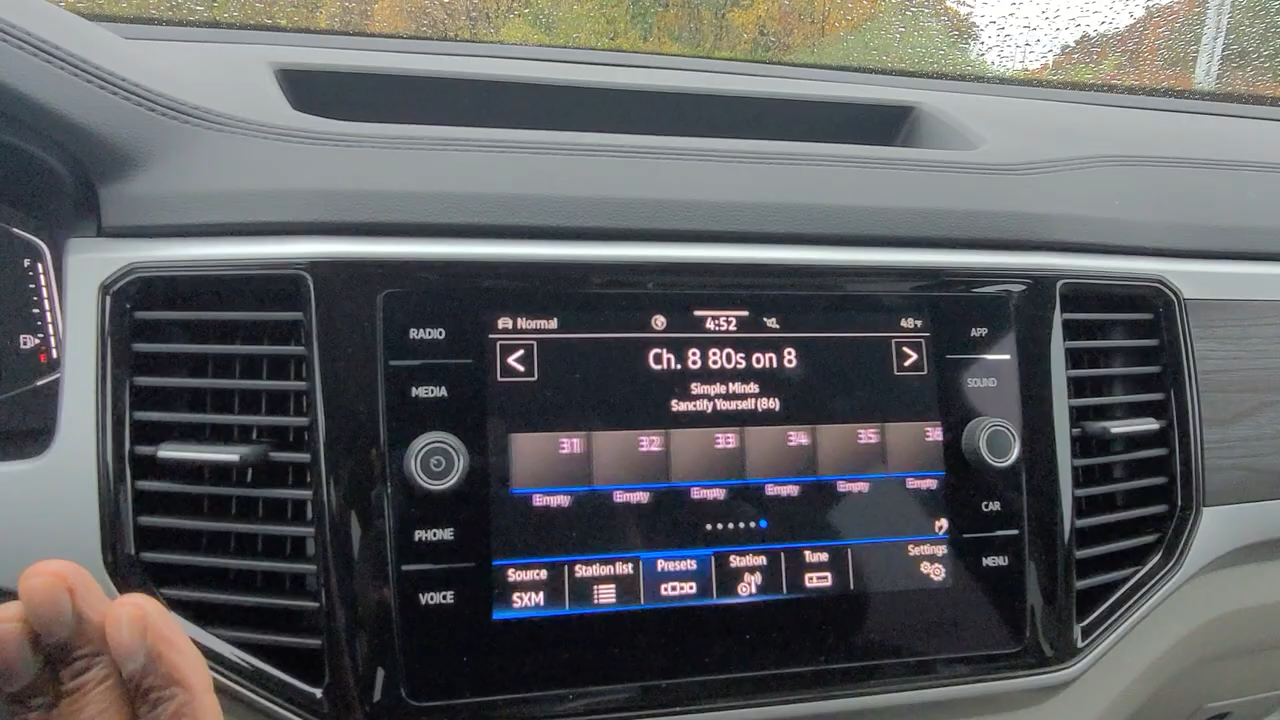 F
E
RADIO
MEDIA
PHONE
VOICE
Normal
4:52
48°F
<
Ch. 8 80s on 8
>
Simple Minds
Sanctify Yourself (86)
31 32 33 34 35 36
Empty Empty Empty Empty Empty Empty
Source Station list Presets Station Tune Settings
SXM
APP
SOUND
CAR
MENU